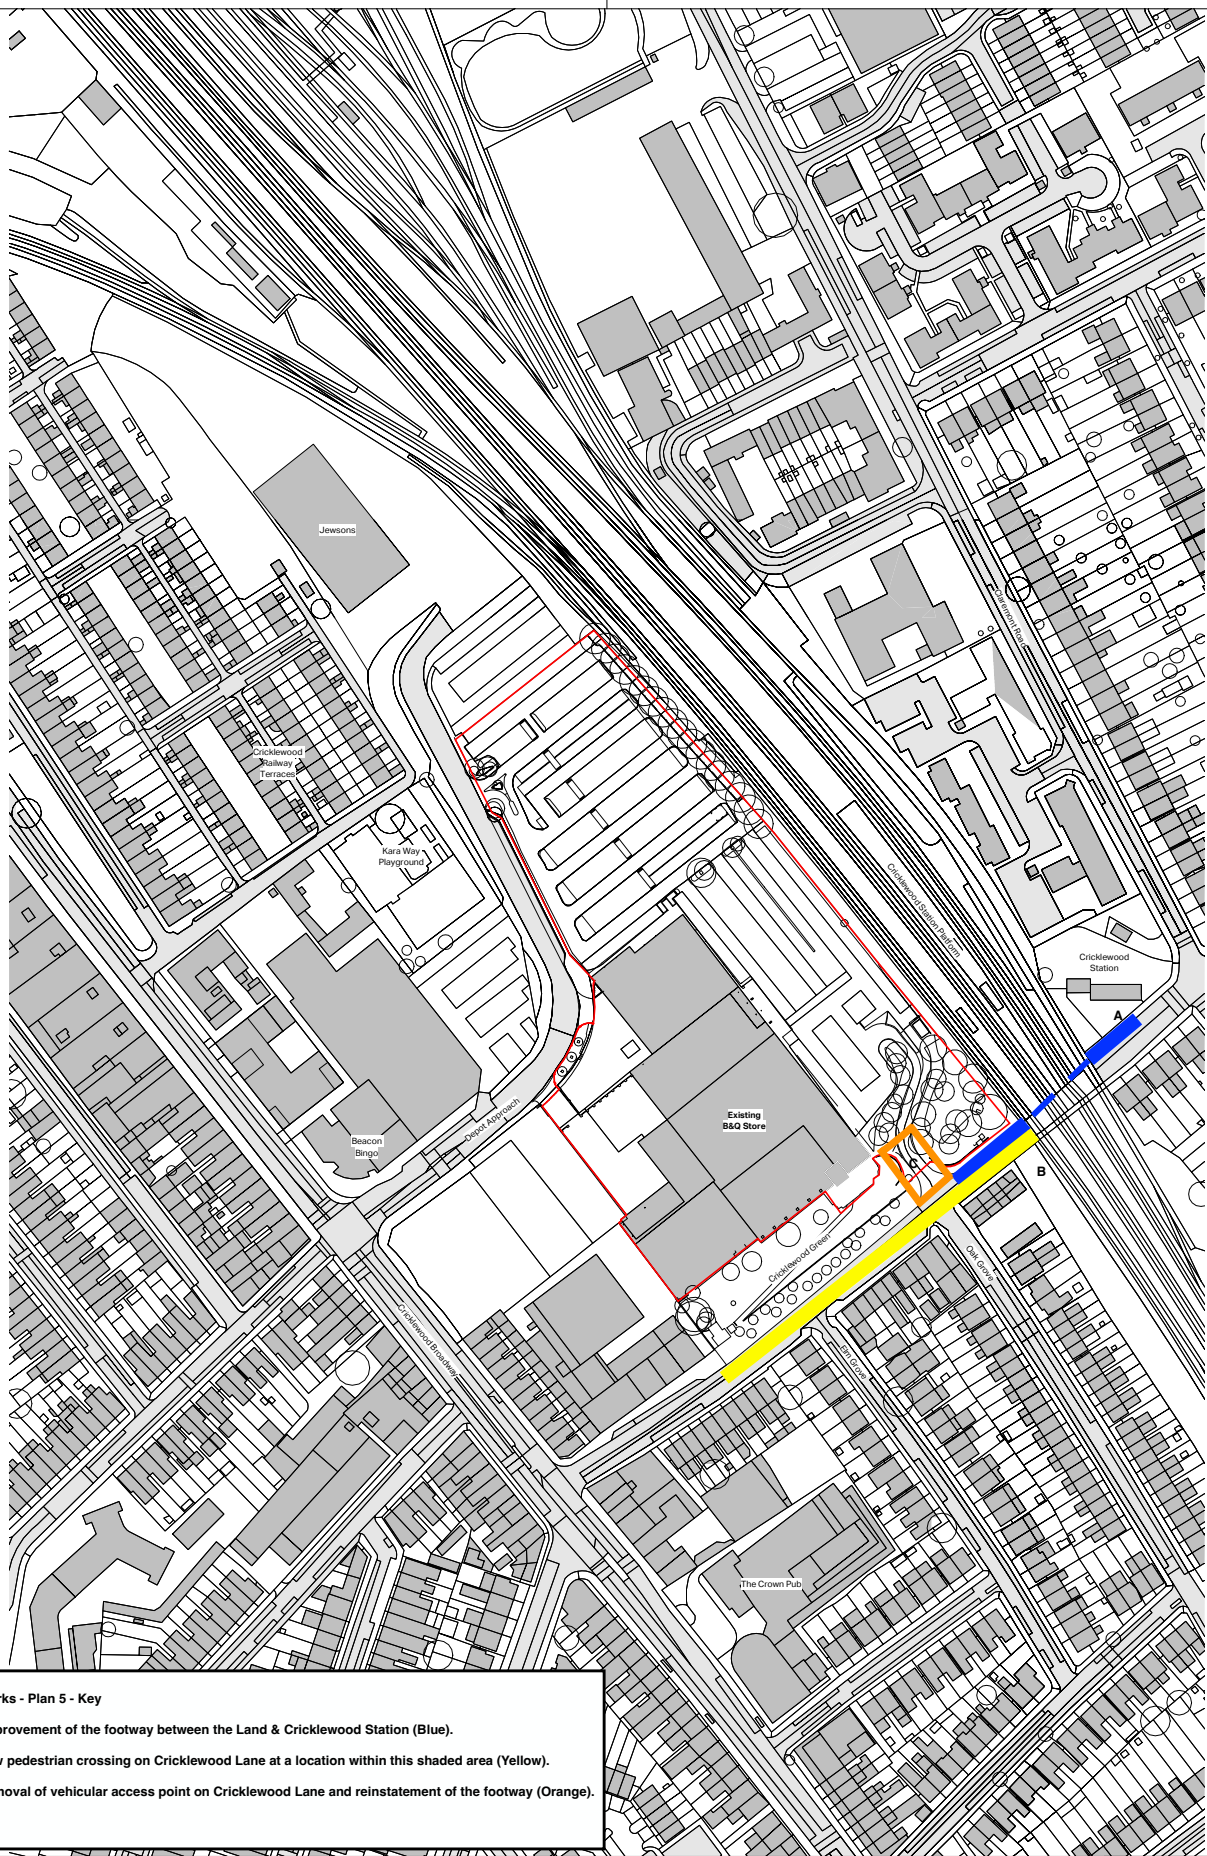 Jewsons
Claremont Road
Cricklewood
Railway
Terraces
Kara Way
Playground
Cricklewood Station Platform
Cricklewood
Station
A
Existing
B&Q Store
Depot Approach
Beacon
Bingo
C
B
Cricklewood Green
Oak Grove
Elm Grove
Cricklewood Broadway
The Crown Pub
rks - Plan 5 - Key
provement of the footway between the Land & Cricklewood Station (Blue).
w pedestrian crossing on Cricklewood Lane at a location within this shaded area (Yellow).
moval of vehicular access point on Cricklewood Lane and reinstatement of the footway (Orange).